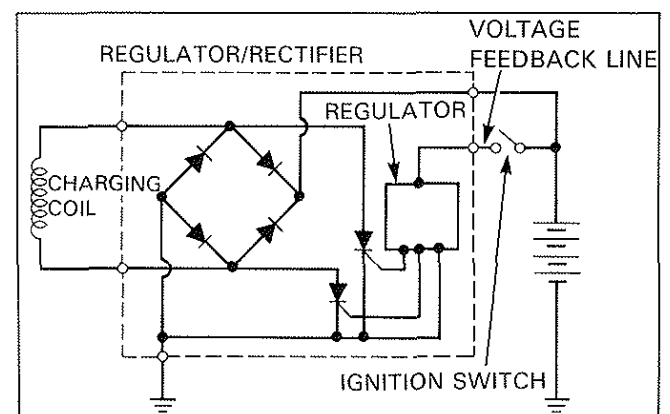 VOLTAGE
FEEDBACK LINE
REGULATOR/RECTIFIER
REGULATOR
CHARGING
COIL
IGNITION SWITCH